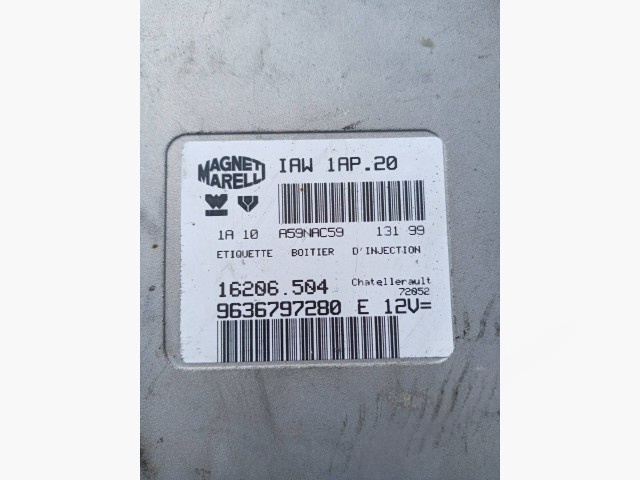 MAGNETI
MARELLI
IAW 1AP.20
1A 10 A59NAC59 131 99
ETIQUETTE BOITIER D'INJECTION
16206.504 Chatellerault
72052
9636797280 E 12V=